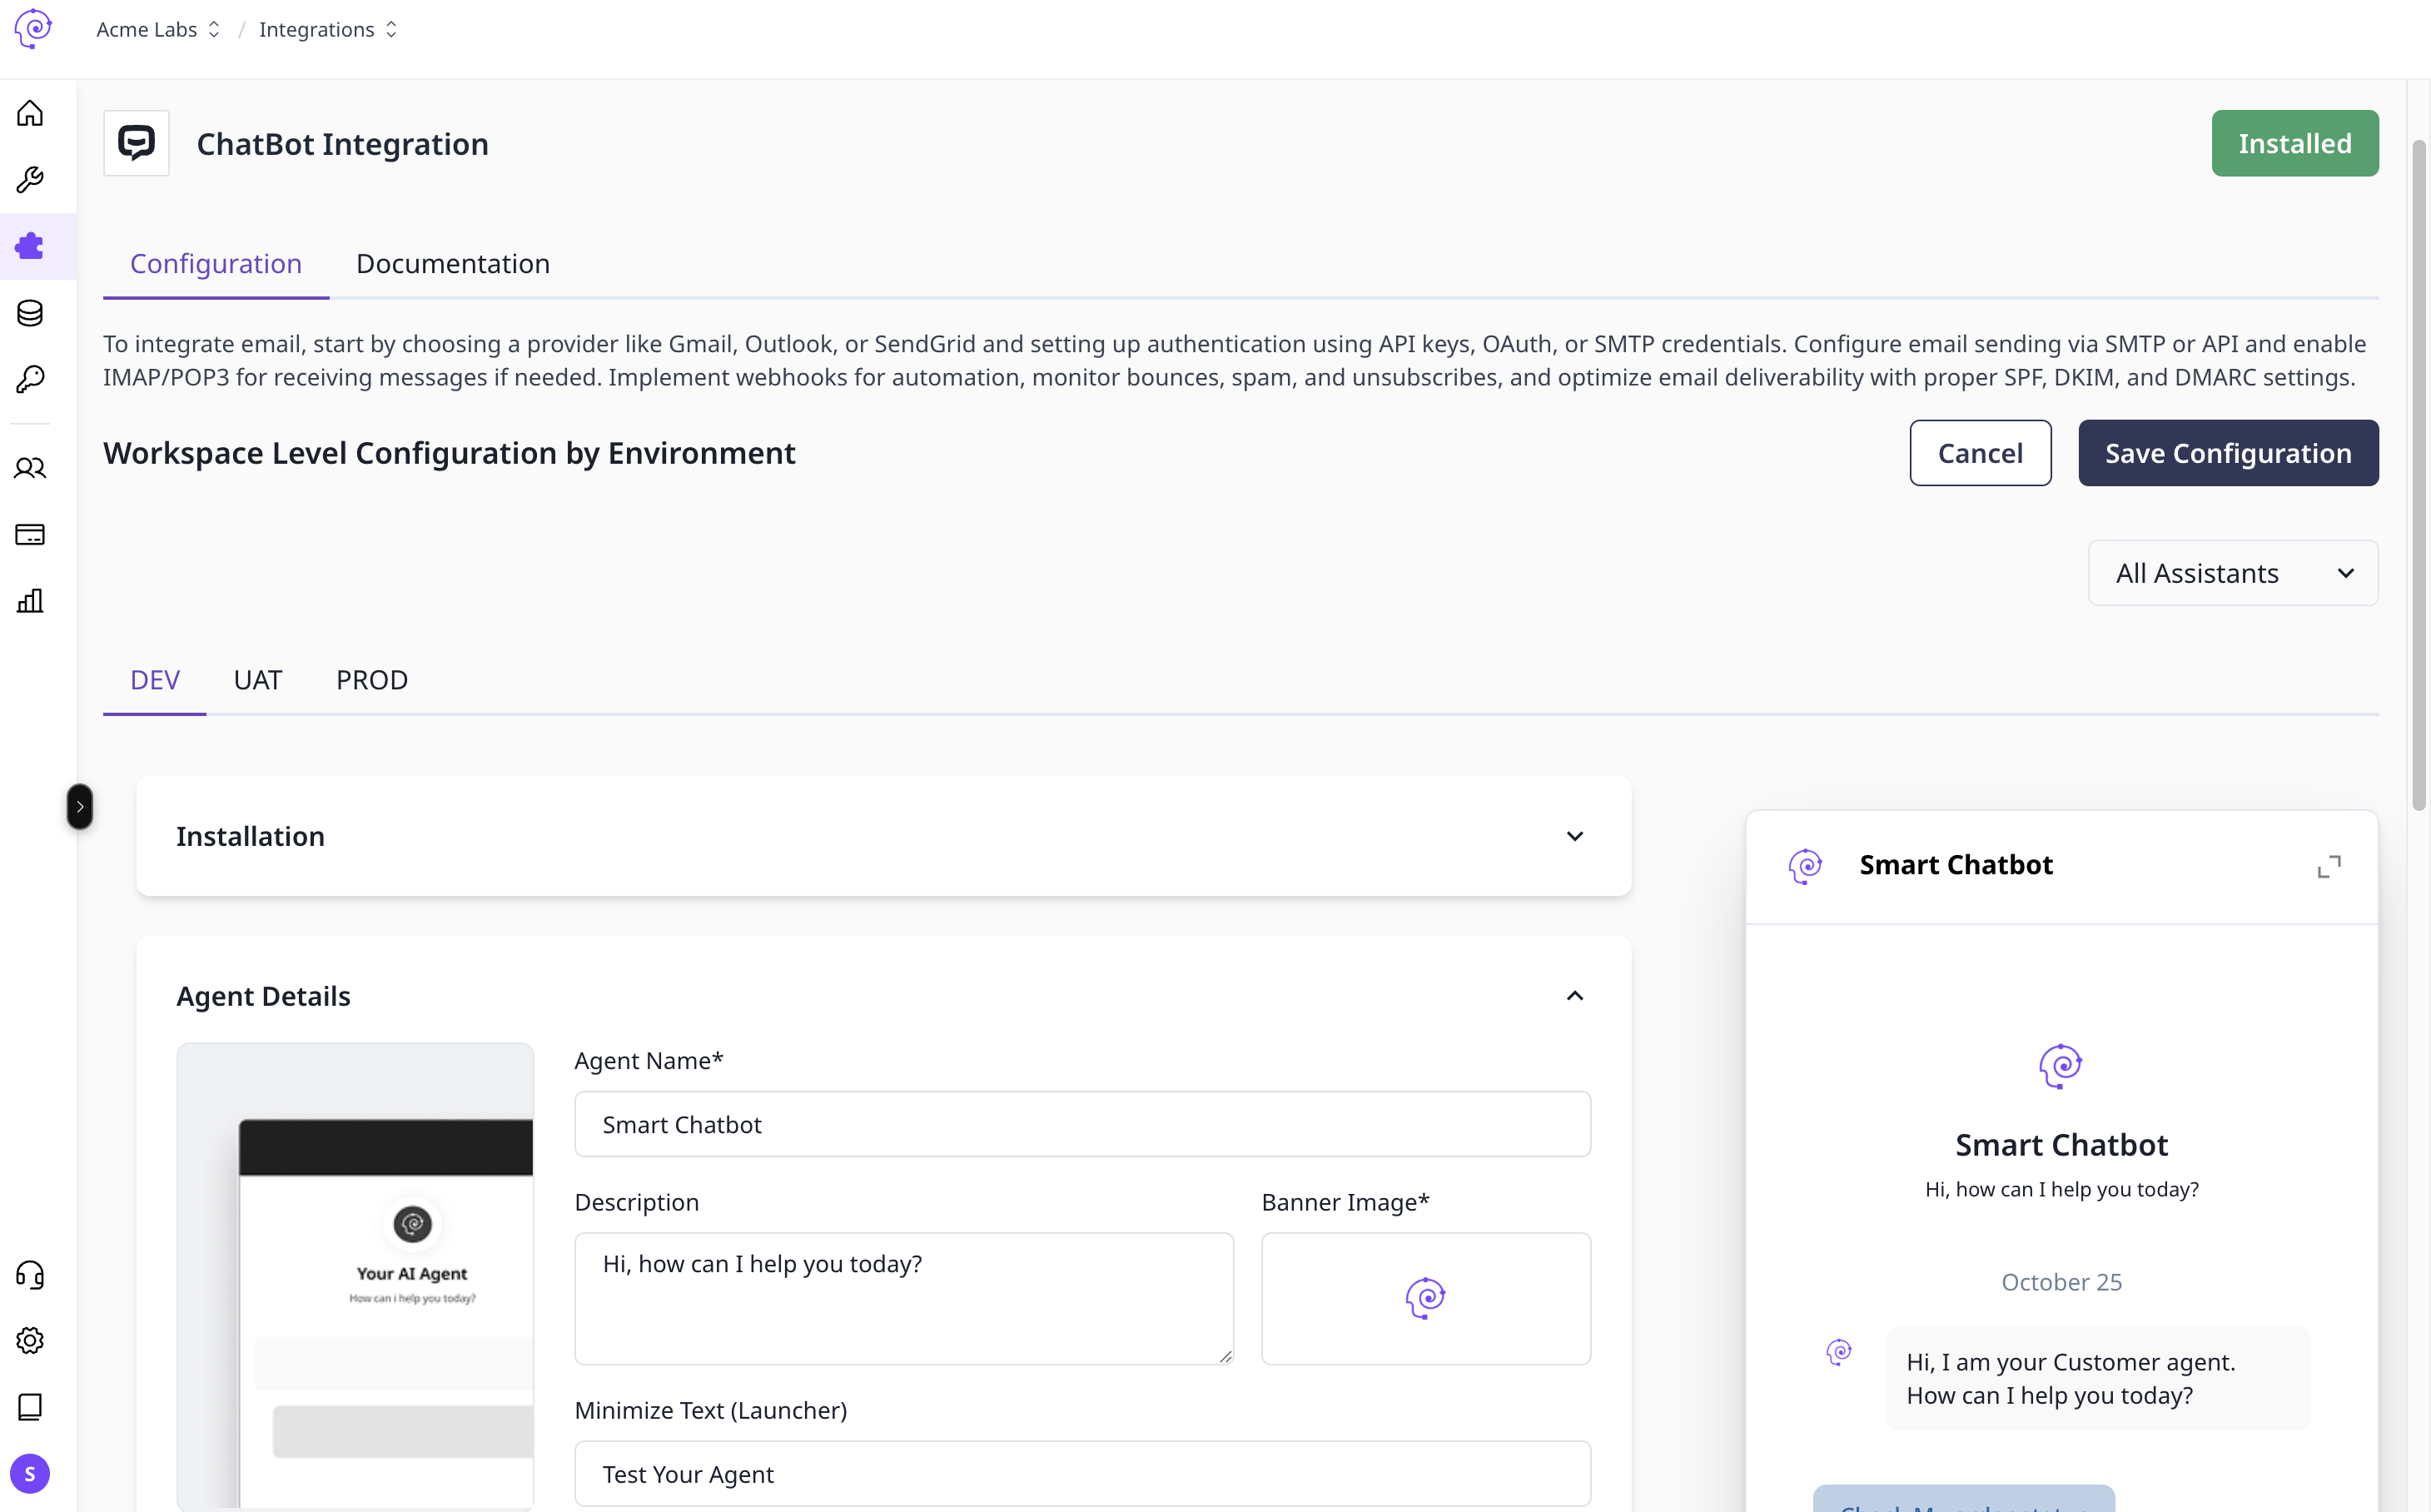 Acme Labs / Integrations
ChatBot Integration
Installed
Configuration Documentation
To integrate email, start by choosing a provider like Gmail, Outlook, or SendGrid and setting up authentication using API keys, OAuth, or SMTP credentials. Configure email sending via SMTP or API and enable
IMAP/POP3 for receiving messages if needed. Implement webhooks for automation, monitor bounces, spam, and unsubscribes, and optimize email deliverability with proper SPF, DKIM, and DMARC settings.
Workspace Level Configuration by Environment
Cancel
Save Configuration
All Assistants
DEV UAT PROD
Installation
Agent Details
Your AI Agent
How can i help you today?
Agent Name*
Smart Chatbot
Description
Hi, how can I help you today?
Banner Image*
Minimize Text (Launcher)
Test Your Agent
Smart Chatbot
Smart Chatbot
Hi, how can I help you today?
October 25
Hi, I am your Customer agent.
How can I help you today?
S